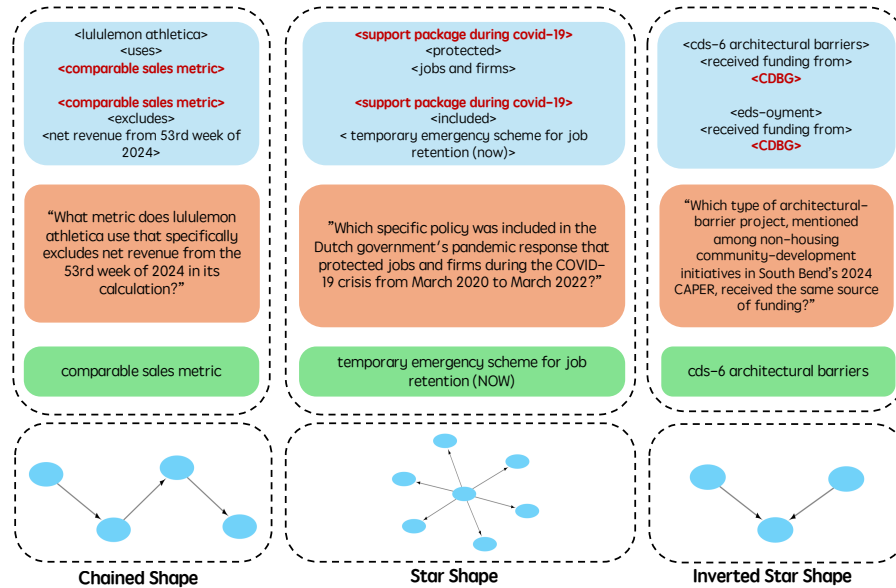 <lululemon athletica>
<uses>
<comparable sales metric>
<comparable sales metric>
<excludes>
<net revenue from 53rd week of
2024>
"What metric does lululemon
athletica use that specifically
excludes net revenue from the
53rd week of 2024 in its
calculation?"
comparable sales metric
Chained Shape
<support package during covid-19>
<protected>
<jobs and firms>
<support package during covid-19>
<included>
< temporary emergency scheme for job
retention (now)>
"Which specific policy was included in the
Dutch government's pandemic response that
protected jobs and firms during the COVID-
19 crisis from March 2020 to March 2022?"
temporary emergency scheme for job
retention (NOW)
Star Shape
<cds-6 architectural barriers>
<received funding from>
<CDBG>
<eds-oyment>
<received funding from>
<CDBG>
"Which type of architectural-
barrier project, mentioned
among non-housing
community-development
initiatives in South Bend's 2024
CAPER, received the same source
of funding?"
cds-6 architectural barriers
Inverted Star Shape